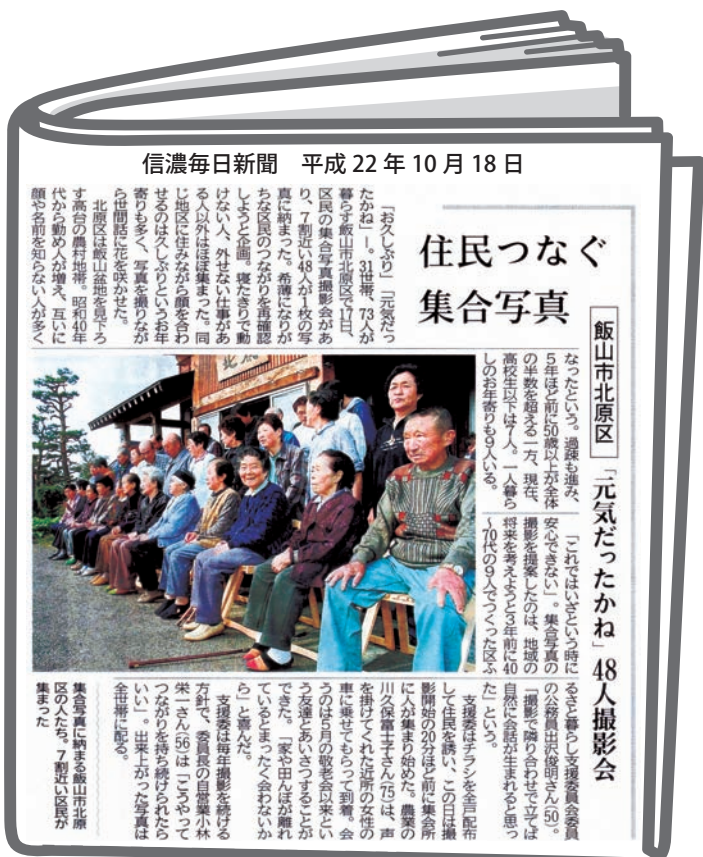 信濃毎日新聞　平成 22 年 10 月 18 日
住民つなぐ
集合写真
飯山市北原区
「元気だったかね」48人撮影会
「お久しぶり」「元気だっ
たかね」―。31世帯、73人が
暮らす飯山市北原区で17日、
区民の集合写真撮影会があ
り、7割近い48人が1枚の写
真に納まった。希薄になりが
ちな区民のつながりを再確認
しようと企画。寝たきりで動
けない人、外せない仕事があ
る人以外はほぼ集まった。同
じ地区に住みながら顔を合わ
せるのは久しぶりというお年
寄りも多く、写真を撮りなが
ら世間話に花を咲かせた。
北原区は飯山盆地を見下ろ
す高台の農村地帯。昭和40年
代から勤め人が増え、互いに
顔や名前を知らない人が多く
なったという。過疎も進み、
5年ほど前に50歳以上が全体
の半数を超える一方、現在、
高校生以下は7人。一人暮ら
しのお年寄りも9人いる。
「これではいざという時に
安心できない」。集合写真の
撮影を提案したのは、地域の
将来を考えようと3年前に40
～70代の9人でつくった区ふ
るさと暮らし支援委員会委員
の公務員出沢俊明さん(50)。
「撮影で隣り合わせで立てば
自然に会話が生まれると思っ
た」という。
支援委はチラシを全戸配布
して住民を誘い、この日は撮
影開始の20分ほど前に集会所
に人が集まり始めた。農業の
川久保富士子さん(75)は、声
を掛けてくれた近所の女性の
車に乗せてもらって到着。会
うのは5月の敬老会以来とい
う友達とあいさつすることが
できた。「家や田んぼが離れ
ているとまったく会わないか
ら」と喜んだ。
支援委は毎年撮影を続ける
方針で、委員長の自営業小林
栄一さん(56)は「こうやって
つながりを持ち続けられたら
いい」。出来上がった写真は
全世帯に配る。
集合写真に納まる飯山市北原
区の人たち。7割近い区民が
集まった